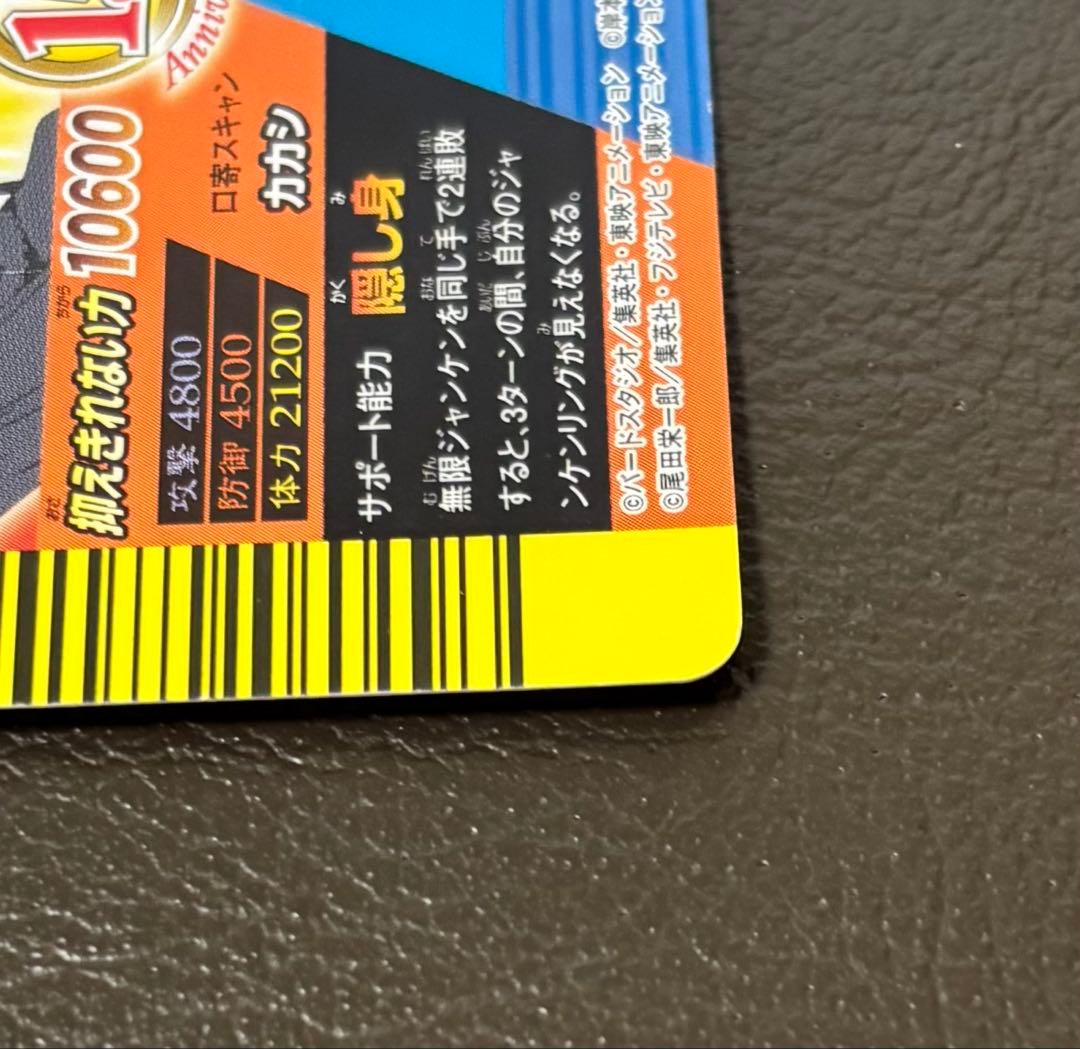 Anniv
抑えきれない力 10600
攻撃 4800
防御 4500
体力 21200
口寄スキャン
カカシ
サポート能力
隠し身
無限ジャンケンを同じ手で2連敗
すると、3ターンの間、自分のジャ
ンケンリングが見えなくなる。
©バードスタジオ/集英社・東映アニメーション ©岸本
©尾田栄一郎/集英社・フジテレビ・東映アニメーション